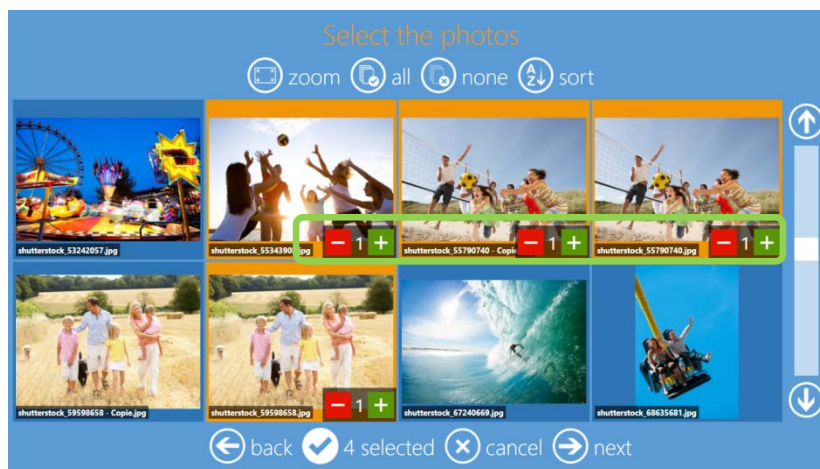 Select the photos
zoom all none sort
shutterstock_53242057.jpg
shutterstock_5534390 .jpg − 1 +
shutterstock_55790740 - Copie − 1 +
shutterstock_55790740.jpg − 1 +
shutterstock_59598658 - Copie.jpg
shutterstock_59598658.jpg − 1 +
shutterstock_67240669.jpg
shutterstock_68635681.jpg
back 4 selected cancel next